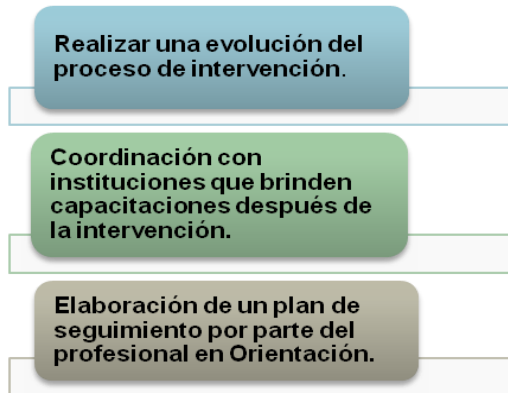 Realizar una evolución del
proceso de intervención.
Coordinación con
instituciones que brinden
capacitaciones después de
la intervención.
Elaboración de un plan de
seguimiento por parte del
profesional en Orientación.